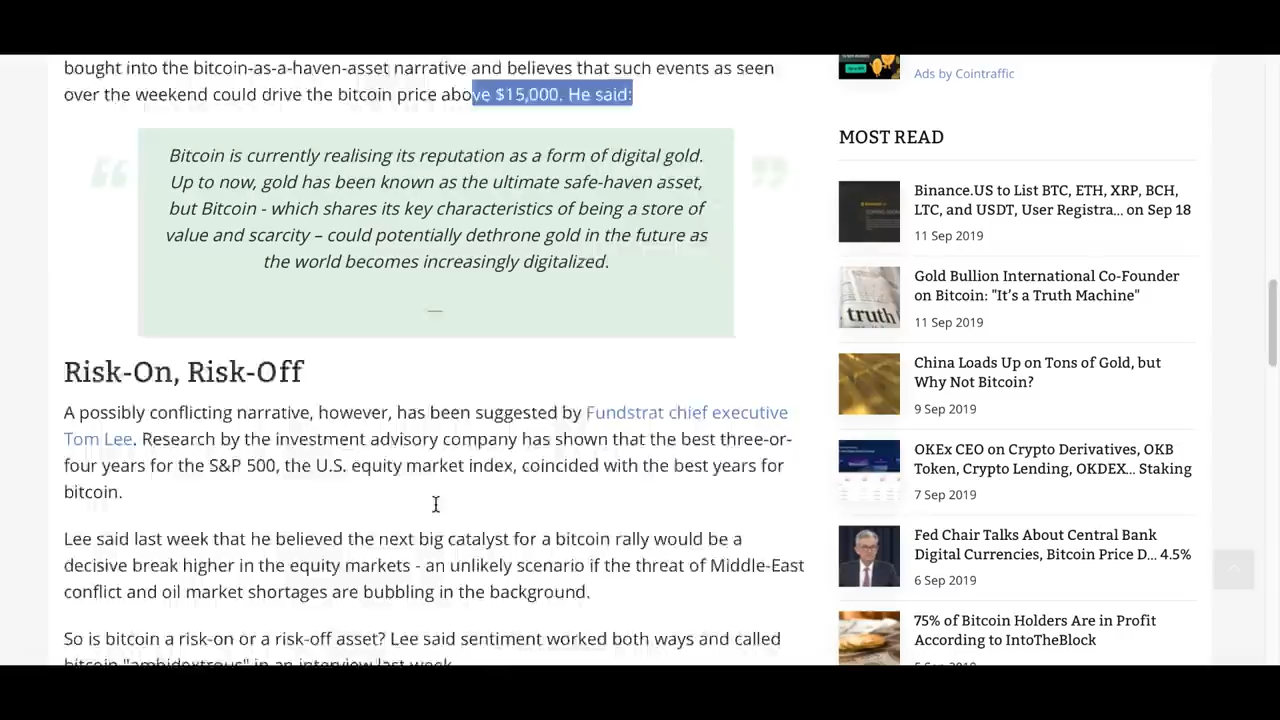 bought into the bitcoin-as-a-haven-asset narrative and believes that such events as seen
over the weekend could drive the bitcoin price above $15,000. He said:
Bitcoin is currently realising its reputation as a form of digital gold.
Up to now, gold has been known as the ultimate safe-haven asset,
but Bitcoin - which shares its key characteristics of being a store of
value and scarcity – could potentially dethrone gold in the future as
the world becomes increasingly digitalized.
—
Risk-On, Risk-Off
A possibly conflicting narrative, however, has been suggested by Fundstrat chief executive
Tom Lee. Research by the investment advisory company has shown that the best three-or-
four years for the S&P 500, the U.S. equity market index, coincided with the best years for
bitcoin.
Lee said last week that he believed the next big catalyst for a bitcoin rally would be a
decisive break higher in the equity markets - an unlikely scenario if the threat of Middle-East
conflict and oil market shortages are bubbling in the background.
So is bitcoin a risk-on or a risk-off asset? Lee said sentiment worked both ways and called
bitcoin "ambidextrous" in an interview last week.
Ads by Cointraffic
MOST READ
Binance.US to List BTC, ETH, XRP, BCH,
LTC, and USDT, User Registra... on Sep 18
11 Sep 2019
Gold Bullion International Co-Founder
on Bitcoin: "It’s a Truth Machine"
11 Sep 2019
truth
China Loads Up on Tons of Gold, but
Why Not Bitcoin?
9 Sep 2019
OKEx CEO on Crypto Derivatives, OKB
Token, Crypto Lending, OKDEX... Staking
7 Sep 2019
Fed Chair Talks About Central Bank
Digital Currencies, Bitcoin Price D... 4.5%
6 Sep 2019
75% of Bitcoin Holders Are in Profit
According to IntoTheBlock
5 Sep 2019